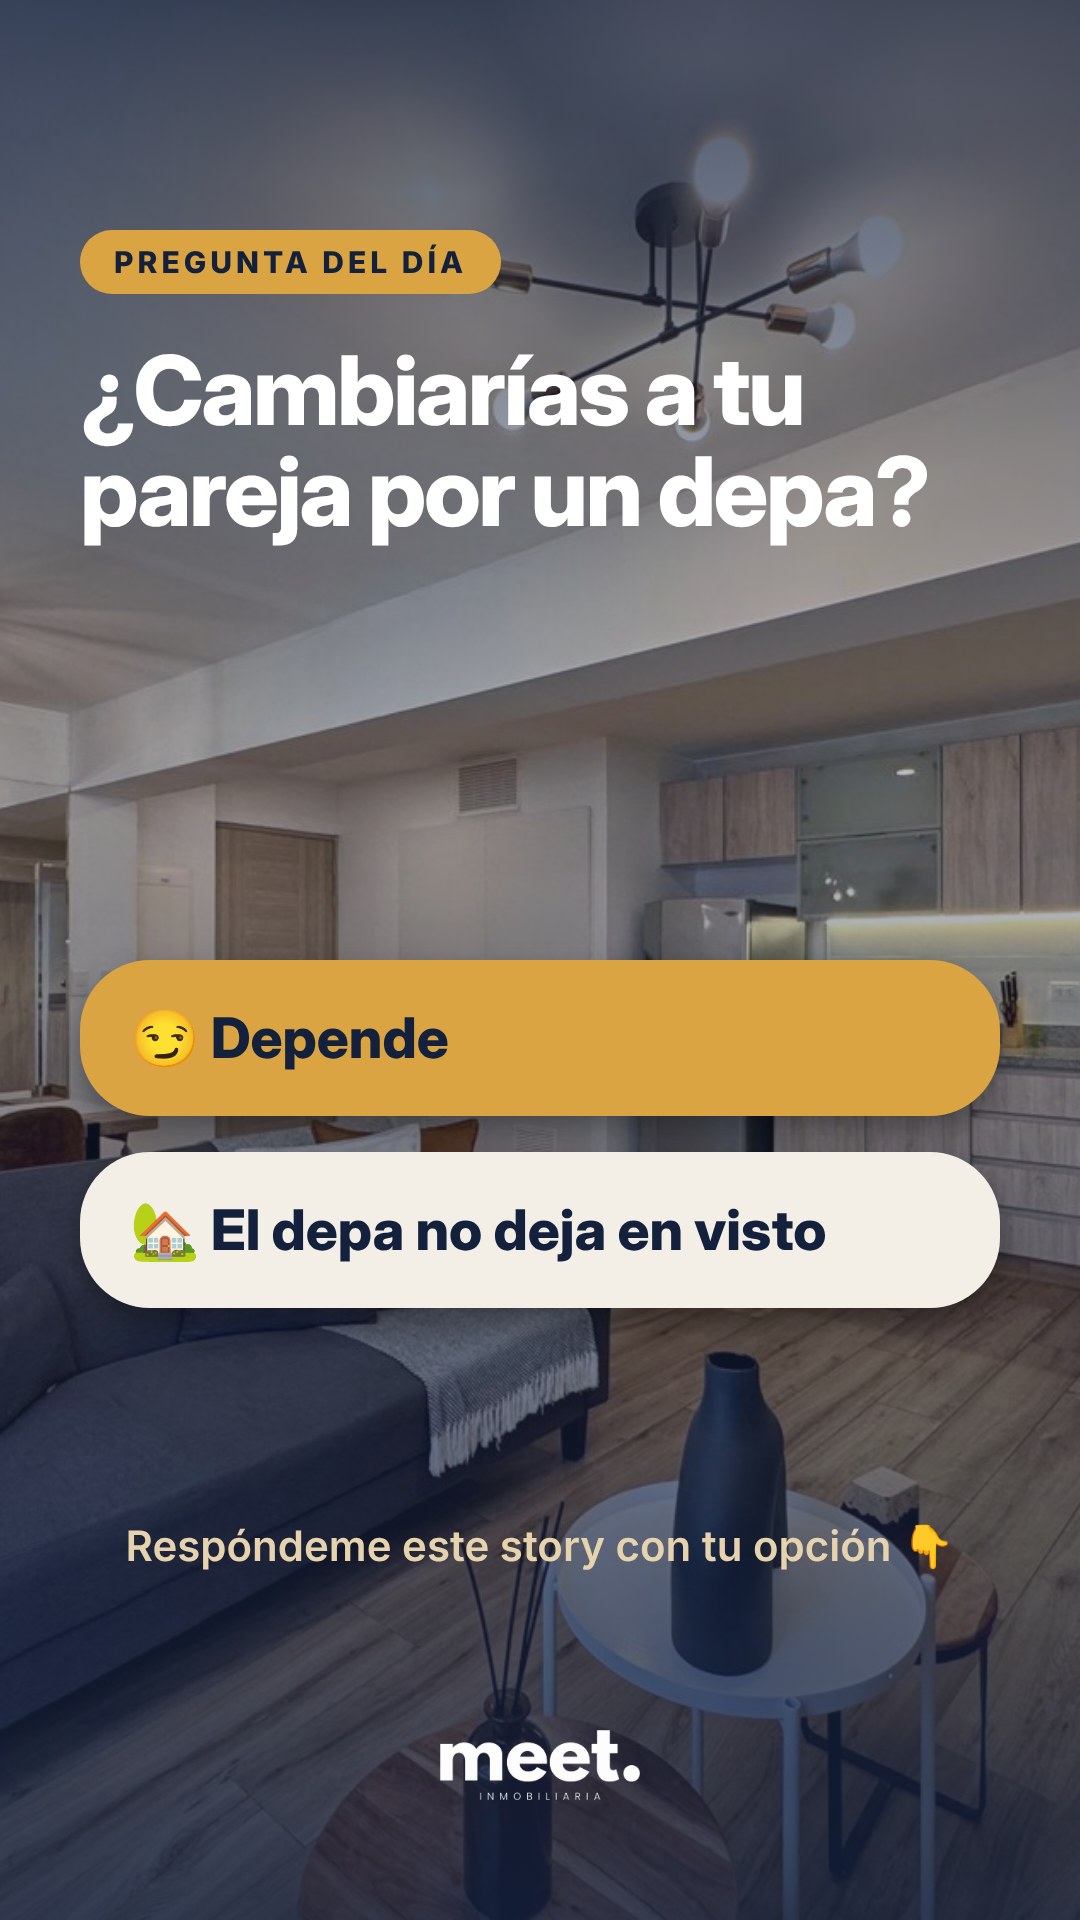 PREGUNTA DEL DÍA
¿Cambiarías a tu
pareja por un depa?
😏 Depende
🏡 El depa no deja en visto
Respóndeme este story con tu opción 👇
meet.
INMOBILIARIA